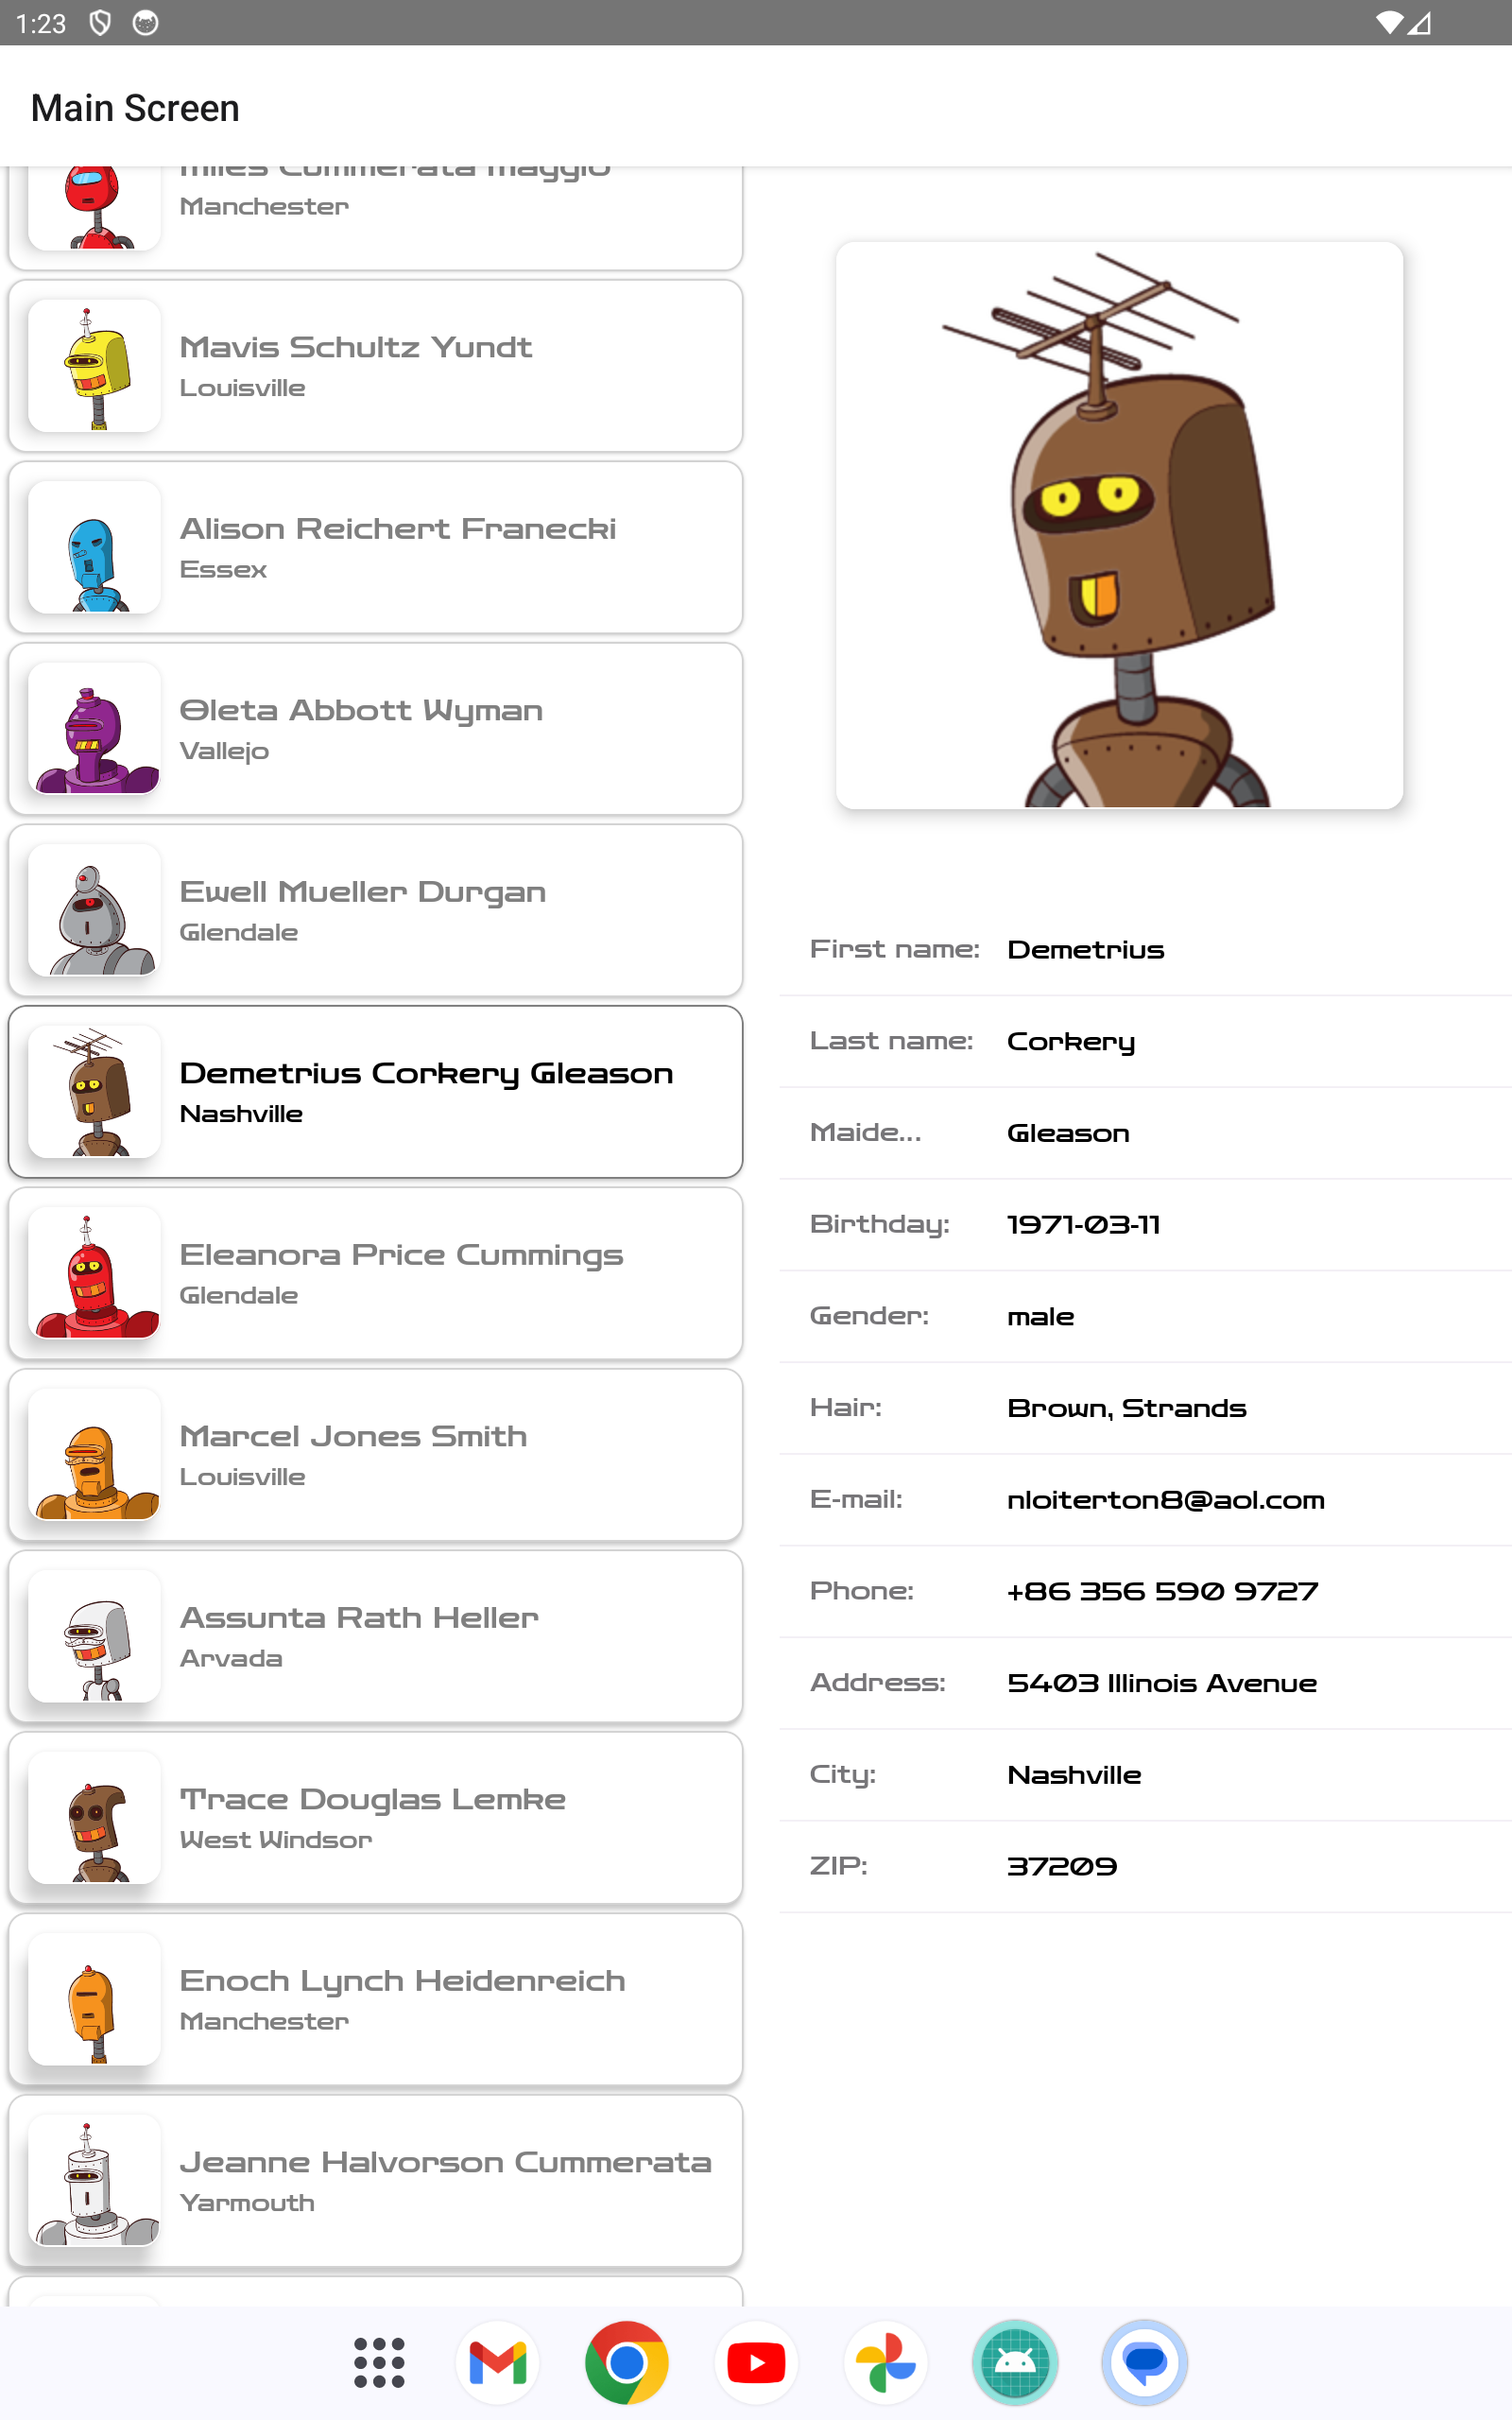 1:23
Main Screen
Miles Cummerata Maggio
Manchester
Mavis Schultz Yundt
Louisville
Alison Reichert Franecki
Essex
Oleta Abbott Wyman
Vallejo
Ewell Mueller Durgan
Glendale
Demetrius Corkery Gleason
Nashville
Eleanora Price Cummings
Glendale
Marcel Jones Smith
Louisville
Assunta Rath Heller
Arvada
Trace Douglas Lemke
West Windsor
Enoch Lynch Heidenreich
Manchester
Jeanne Halvorson Cummerata
Yarmouth
First name: Demetrius
Last name: Corkery
Maide... Gleason
Birthday: 1971-03-11
Gender: male
Hair: Brown, Strands
E-mail: nloiterton8@aol.com
Phone: +86 356 590 9727
Address: 5403 Illinois Avenue
City: Nashville
ZIP: 37209